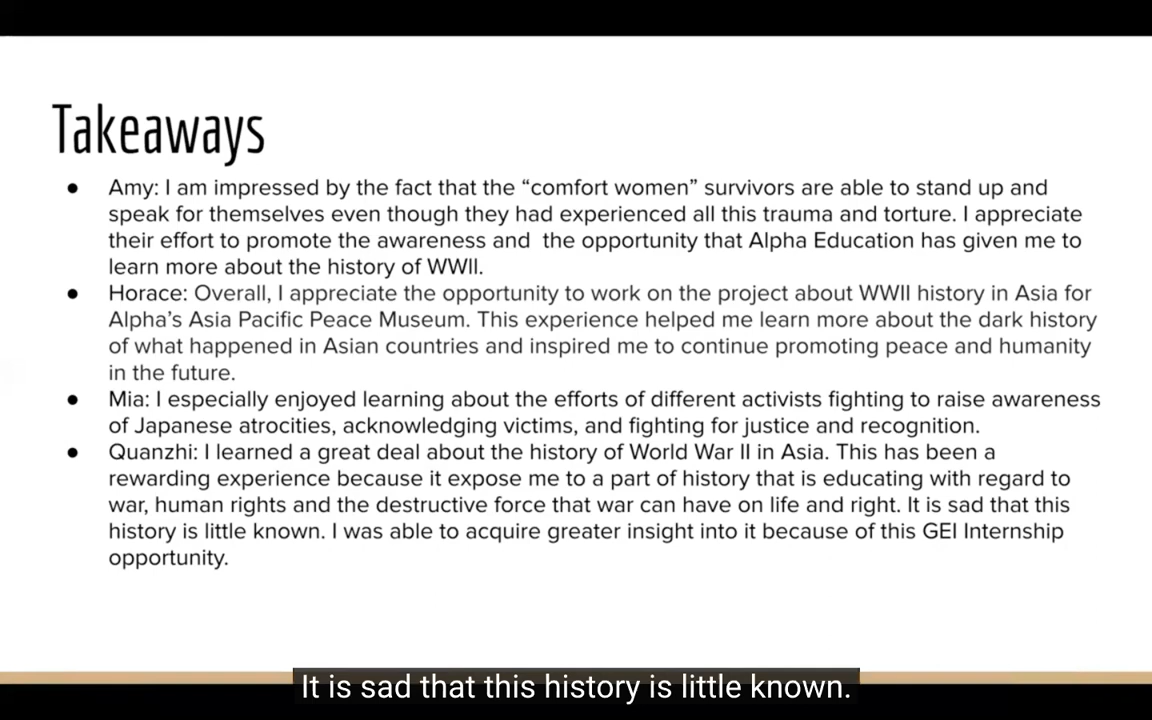 Takeaways
● Amy: I am impressed by the fact that the “comfort women” survivors are able to stand up and
speak for themselves even though they had experienced all this trauma and torture. I appreciate
their effort to promote the awareness and  the opportunity that Alpha Education has given me to
learn more about the history of WWII.
● Horace: Overall, I appreciate the opportunity to work on the project about WWII history in Asia for
Alpha’s Asia Pacific Peace Museum. This experience helped me learn more about the dark history
of what happened in Asian countries and inspired me to continue promoting peace and humanity
in the future.
● Mia: I especially enjoyed learning about the efforts of different activists fighting to raise awareness
of Japanese atrocities, acknowledging victims, and fighting for justice and recognition.
● Quanzhi: I learned a great deal about the history of World War II in Asia. This has been a
rewarding experience because it expose me to a part of history that is educating with regard to
war, human rights and the destructive force that war can have on life and right. It is sad that this
history is little known. I was able to acquire greater insight into it because of this GEI Internship
opportunity.
It is sad that this history is little known.